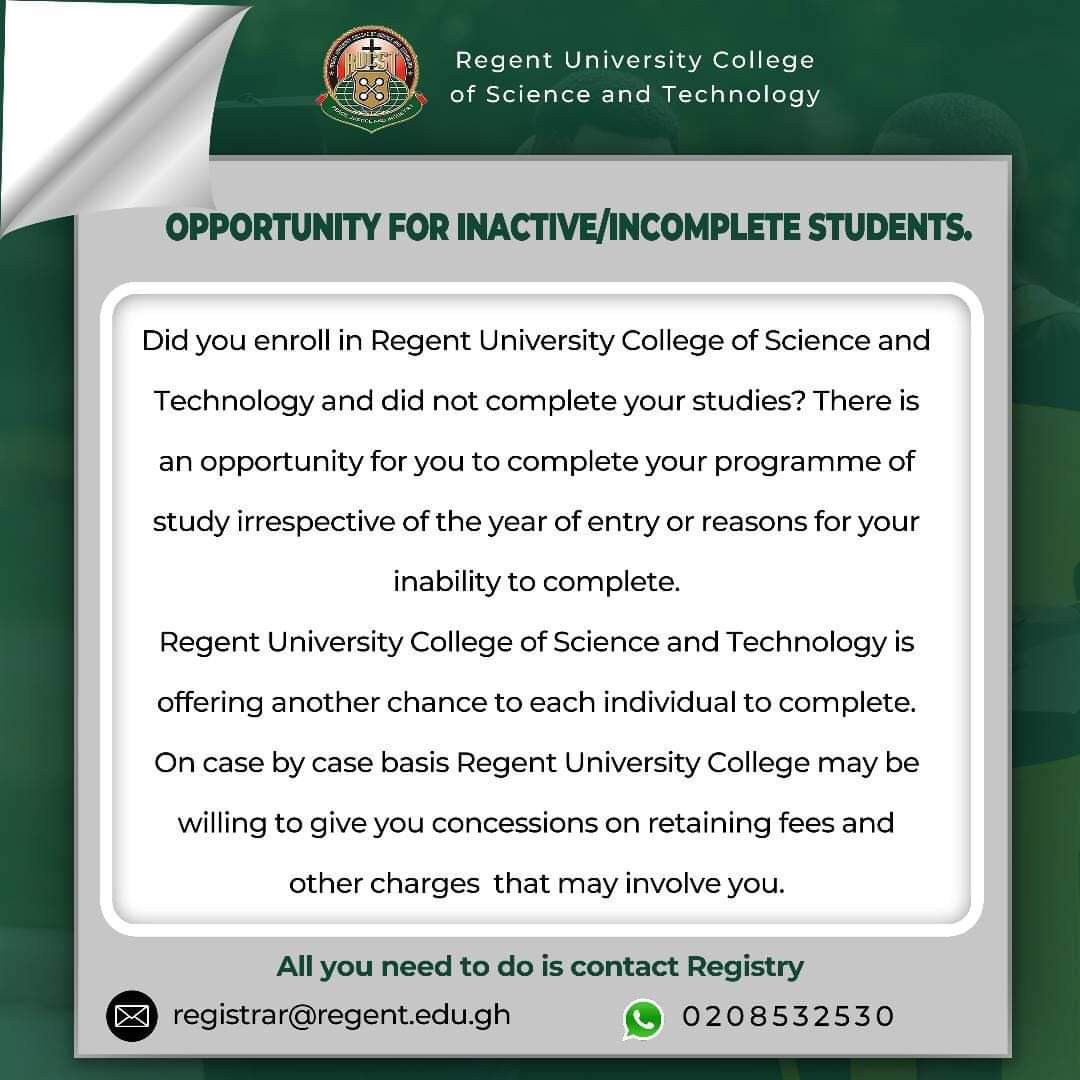 RUCST
Regent University College
of Science and Technology
OPPORTUNITY FOR INACTIVE/INCOMPLETE STUDENTS.
Did you enroll in Regent University College of Science and
Technology and did not complete your studies? There is
an opportunity for you to complete your programme of
study irrespective of the year of entry or reasons for your
inability to complete.
Regent University College of Science and Technology is
offering another chance to each individual to complete.
On case by case basis Regent University College may be
willing to give you concessions on retaining fees and
other charges that may involve you.
All you need to do is contact Registry
registrar@regent.edu.gh
0208532530